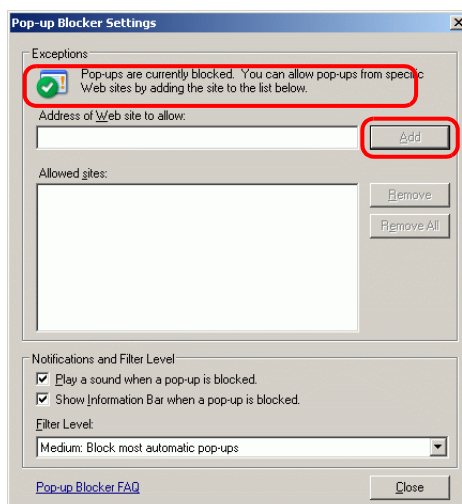 Pop-up Blocker Settings
Exceptions
Pop-ups are currently blocked. You can allow pop-ups from specific
Web sites by adding the site to the list below.
Address of Web site to allow:
Add
Allowed sites:
Remove
Remove All
Notifications and Filter Level
Play a sound when a pop-up is blocked.
Show Information Bar when a pop-up is blocked.
Filter Level:
Medium: Block most automatic pop-ups
Pop-up Blocker FAQ
Close